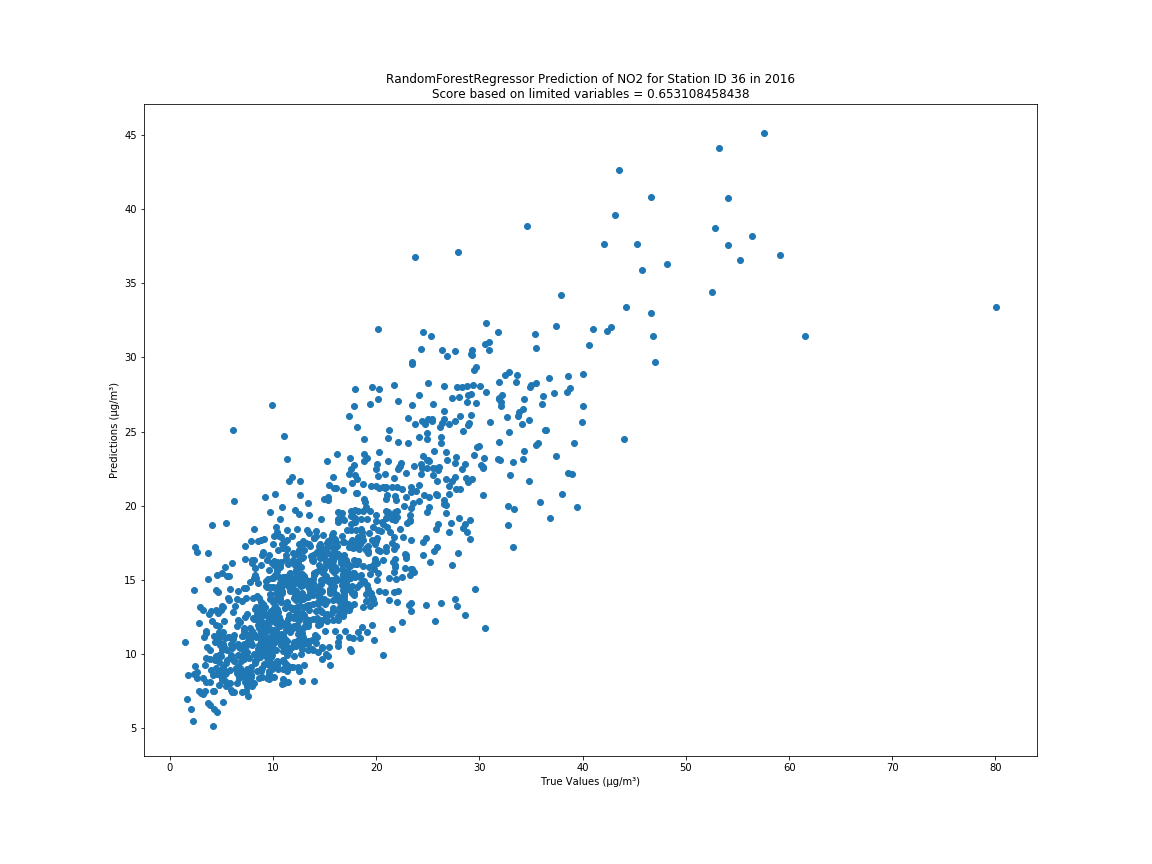 RandomForestRegressor Prediction of NO2 for Station ID 36 in 2016
Score based on limited variables = 0.653108458438
45
40
35
30
25
20
15
10
5
Predictions (µg/m³)
0 10 20 30 40 50 60 70 80
True Values (µg/m³)